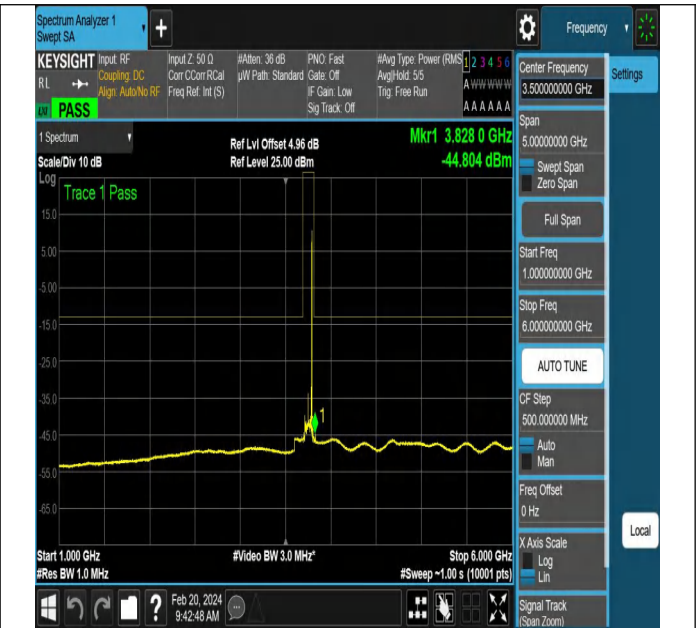 Spectrum Analyzer 1
Swept SA
Frequency
KEYSIGHT
RL
PASS
Input: RF
Coupling: DC
Align: Auto/No RF
Input Z: 50 Ω
Corr CCorr RCal
Freq Ref: Int (S)
#Atten: 36 dB
µW Path: Standard
PNO: Fast
Gate: Off
IF Gain: Low
Sig Track: Off
#Avg Type: Power (RMS
Avg|Hold: 5/5
Trig: Free Run
1 2 3 4 5 6
A W W W W W
A A A A A A
1 Spectrum
Scale/Div 10 dB
Ref Lvl Offset 4.96 dB
Ref Level 25.00 dBm
Mkr1 3.828 0 GHz
-44.804 dBm
Log
Trace 1 Pass
15.0
5.00
-15.0
-25.0
-35.0
-45.0
-55.0
-65.0
1
Start 1.000 GHz
#Res BW 1.0 MHz
#Video BW 3.0 MHz*
Stop 6.000 GHz
#Sweep ~1.00 s (10001 pts)
Feb 20, 2024
9:42:48 AM
Center Frequency
3.500000000 GHz
Settings
Span
5.00000000 GHz
Swept Span
Zero Span
Full Span
Start Freq
1.000000000 GHz
Stop Freq
6.000000000 GHz
AUTO TUNE
CF Step
500.000000 MHz
Auto
Man
Freq Offset
0 Hz
X Axis Scale
Log
Lin
Local
Signal Track
(Span Zoom)